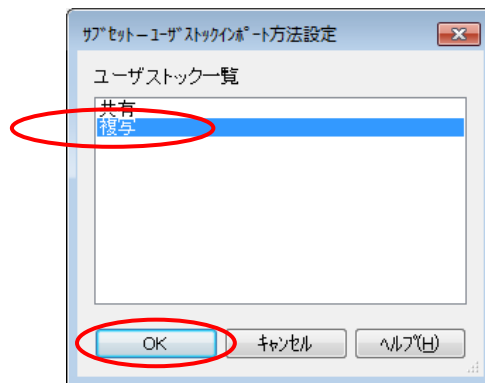 ｻﾌﾞｾｯﾄ－ﾕｰｻﾞｽﾄｯｸｲﾝﾎﾟｰﾄ方法設定
ユーザストック一覧
共有
複写
OK ｷｬﾝｾﾙ ﾍﾙﾌﾟ(H)